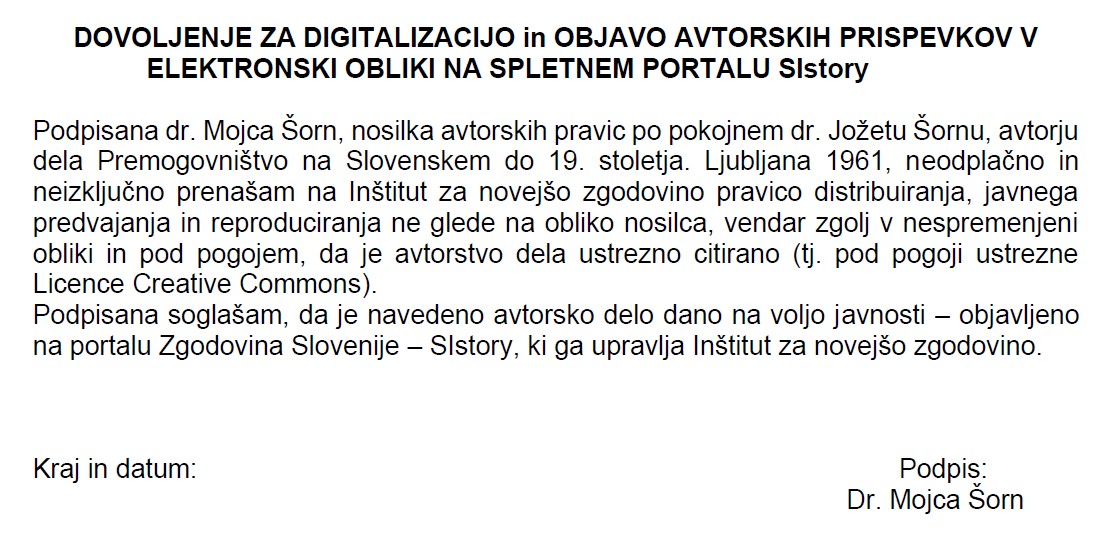 DOVOLJENJE ZA DIGITALIZACIJO in OBJAVO AVTORSKIH PRISPEVKOV V
ELEKTRONSKI OBLIKI NA SPLETNEM PORTALU SIstory
Podpisana dr. Mojca Šorn, nosilka avtorskih pravic po pokojnem dr. Jožetu Šornu, avtorju
dela Premogovništvo na Slovenskem do 19. stoletja. Ljubljana 1961, neodplačno in
neizključno prenašam na Inštitut za novejšo zgodovino pravico distribuiranja, javnega
predvajanja in reproduciranja ne glede na obliko nosilca, vendar zgolj v nespremenjeni
obliki in pod pogojem, da je avtorstvo dela ustrezno citirano (tj. pod pogoji ustrezne
Licence Creative Commons).
Podpisana soglašam, da je navedeno avtorsko delo dano na voljo javnosti – objavljeno
na portalu Zgodovina Slovenije – SIstory, ki ga upravlja Inštitut za novejšo zgodovino.
Kraj in datum: Podpis:
Dr. Mojca Šorn